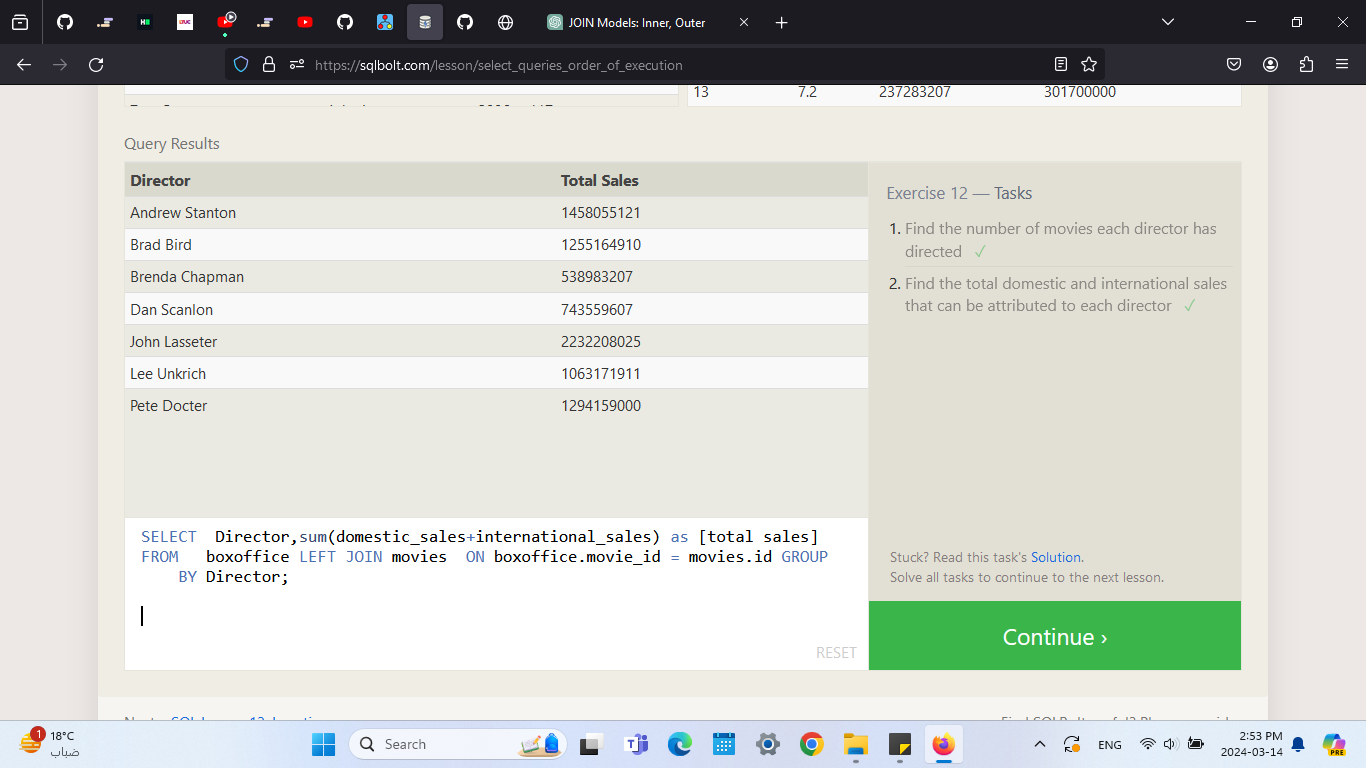 JOIN Models: Inner, Outer
https://sqlbolt.com/lesson/select_queries_order_of_execution
13 7.2 237283207 301700000
Query Results
Director Total Sales
Andrew Stanton 1458055121
Brad Bird 1255164910
Brenda Chapman 538983207
Dan Scanlon 743559607
John Lasseter 2232208025
Lee Unkrich 1063171911
Pete Docter 1294159000
Exercise 12 — Tasks
1. Find the number of movies each director has
directed ✓
2. Find the total domestic and international sales
that can be attributed to each director ✓
SELECT Director,sum(domestic_sales+international_sales) as [total sales]
FROM boxoffice LEFT JOIN movies ON boxoffice.movie_id = movies.id GROUP
BY Director;
RESET
Stuck? Read this task's Solution.
Solve all tasks to continue to the next lesson.
Continue ›
1
18°C
ضباب
Search
ENG
2:53 PM
2024-03-14
PRE